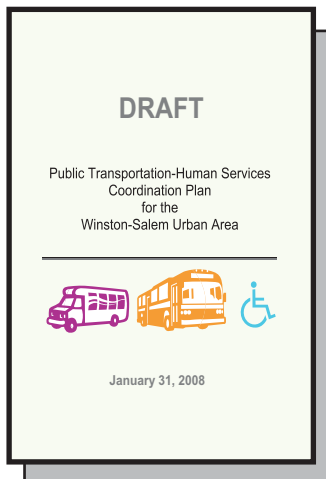 DRAFT
Public Transportation-Human Services
Coordination Plan
for the
Winston-Salem Urban Area
January 31, 2008